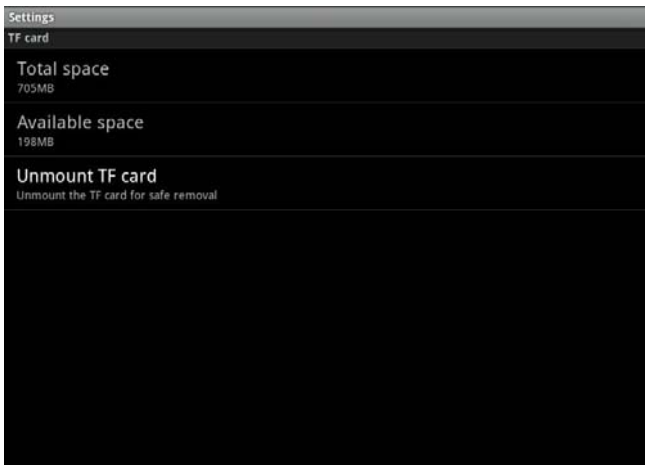 Settings
TF card
Total space
705MB
Available space
198MB
Unmount TF card
Unmount the TF card for safe removal